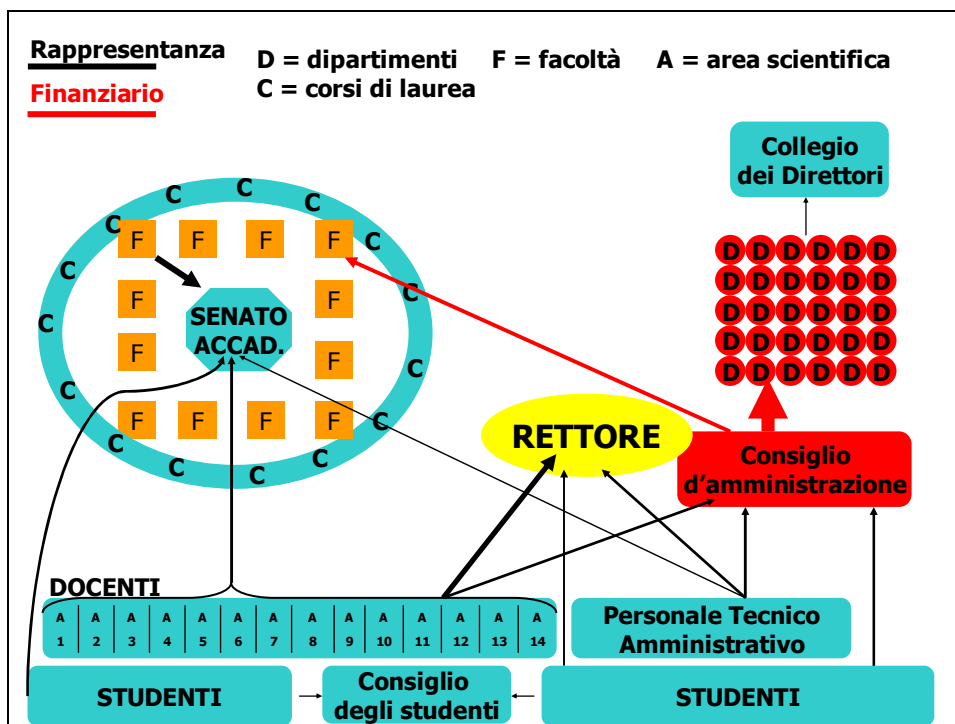 Rappresentanza
Finanziario
D = dipartimenti F = facoltà A = area scientifica
C = corsi di laurea
Collegio
dei Direttori
C C C
C C
F F F F
C C
F F
C
SENATO
ACCAD.
F F
C
C
F F F F
C
C C
C C
D D D D D D
D D D D D D
D D D D D D
D D D D D D
D D D D D D
RETTORE
Consiglio
d'amministrazione
DOCENTI
A A A A A A A A A A A A A A
1 2 3 4 5 6 7 8 9 10 11 12 13 14
Personale Tecnico
Amministrativo
STUDENTI
Consiglio
degli studenti
STUDENTI